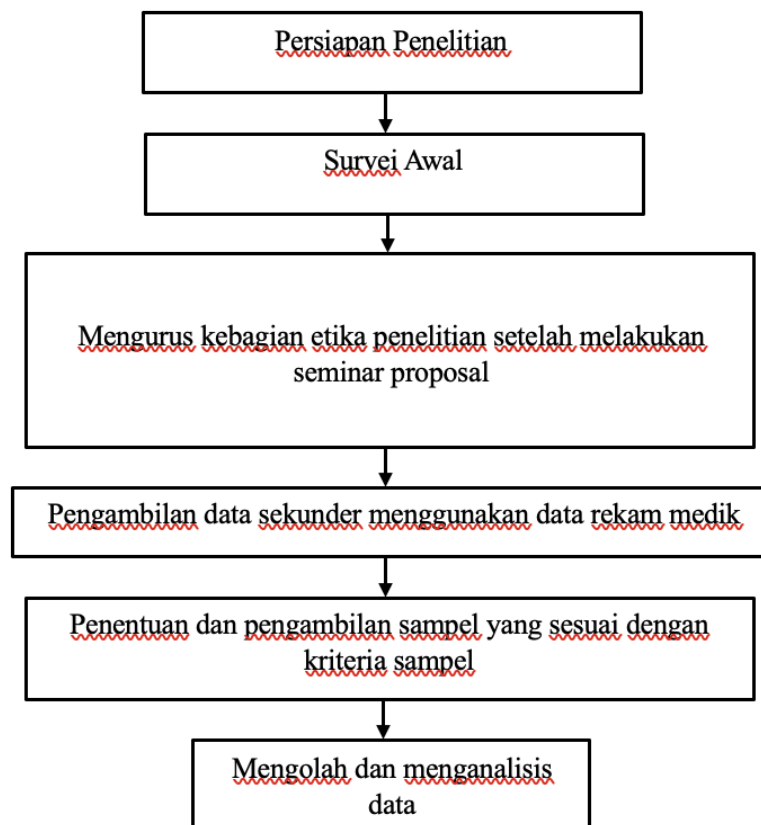 Persiapan Penelitian
Survei Awal
Mengurus kebagian etika penelitian setelah melakukan
seminar proposal
Pengambilan data sekunder menggunakan data rekam medik
Penentuan dan pengambilan sampel yang sesuai dengan
kriteria sampel
Mengolah dan menganalisis
data